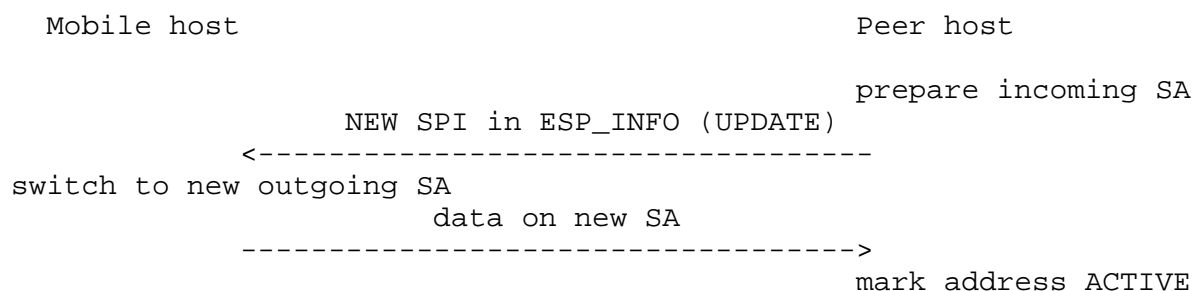 Mobile host Peer host
prepare incoming SA
NEW SPI in ESP_INFO (UPDATE)
<-----------------------------------
switch to new outgoing SA
data on new SA
----------------------------------->
mark address ACTIVE